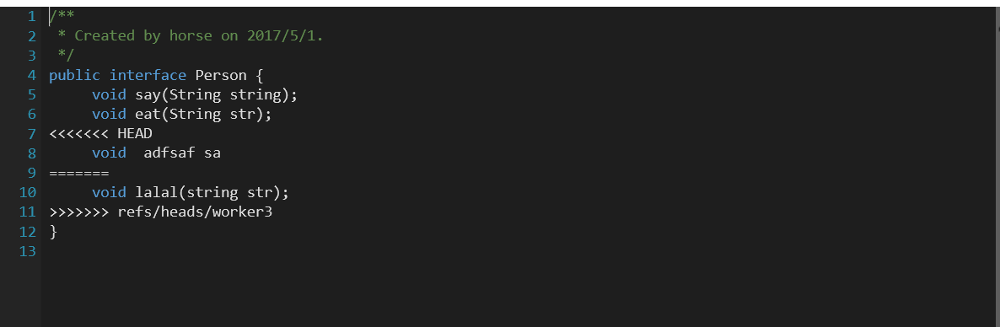 1 /**
2  * Created by horse on 2017/5/1.
3  */
4 public interface Person {
5     void say(String string);
6     void eat(String str);
7 <<<<<<< HEAD
8     void  adfsaf sa
9 =======
10     void lalal(string str);
11 >>>>>>> refs/heads/worker3
12 }
13